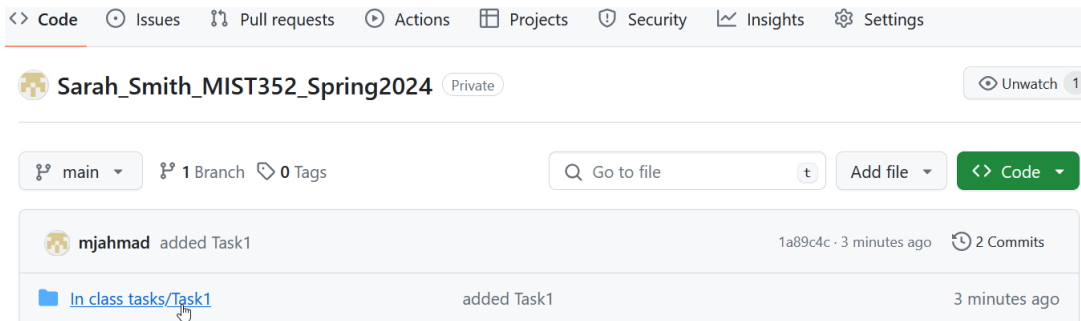 Code Issues Pull requests Actions Projects Security Insights Settings
Sarah_Smith_MIST352_Spring2024 Private Unwatch 1
main 1 Branch 0 Tags Go to file t Add file Code
mjahmad added Task1 1a89c4c · 3 minutes ago 2 Commits
In class tasks/Task1 added Task1 3 minutes ago